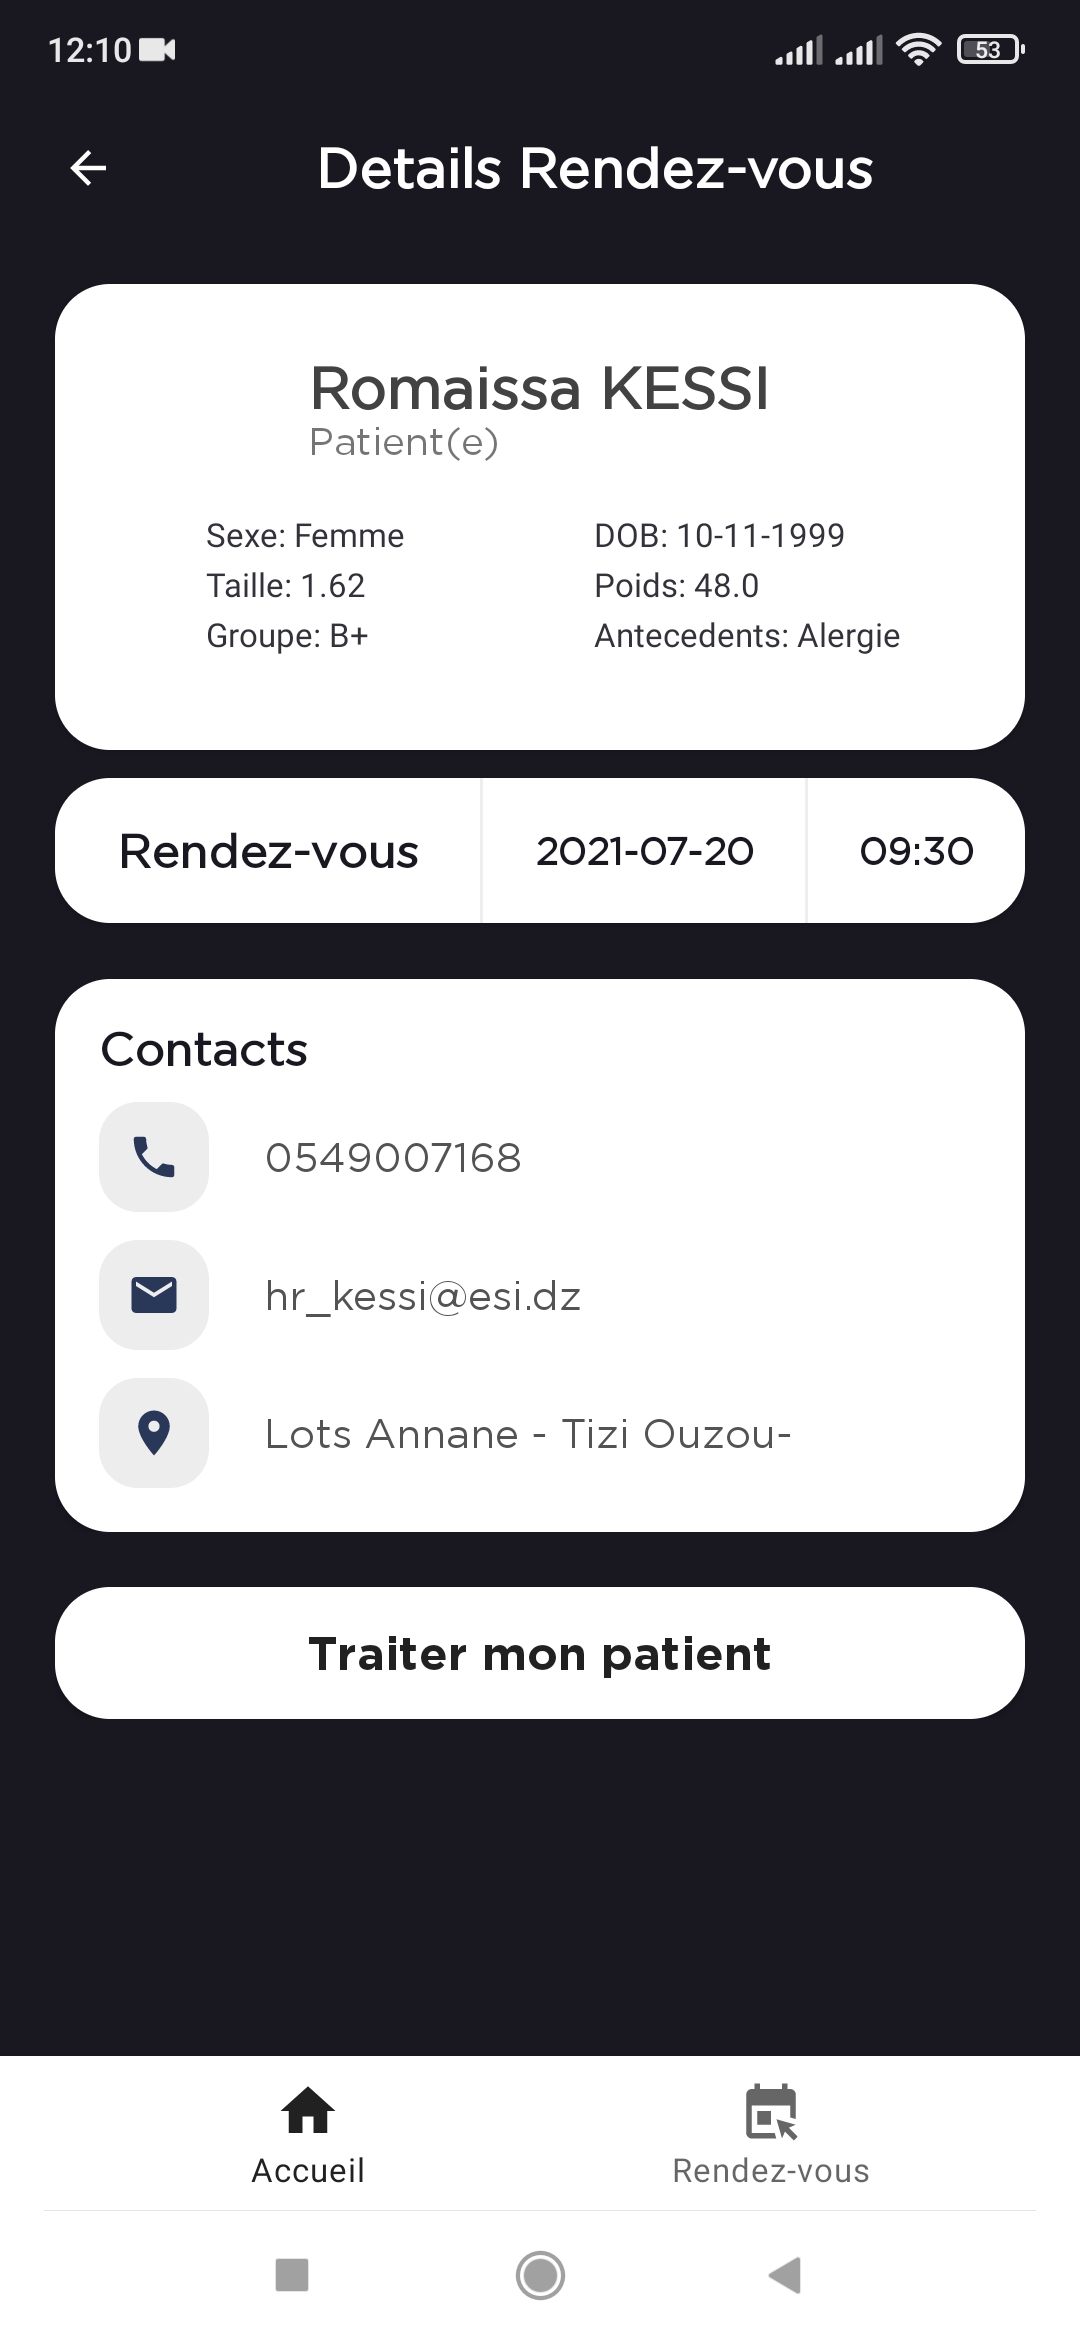 12:10
53
Details Rendez-vous
Romaissa KESSI
Patient(e)
Sexe: Femme
DOB: 10-11-1999
Taille: 1.62
Poids: 48.0
Groupe: B+
Antecedents: Alergie
Rendez-vous
2021-07-20
09:30
Contacts
0549007168
hr_kessi@esi.dz
Lots Annane - Tizi Ouzou-
Traiter mon patient
Accueil
Rendez-vous